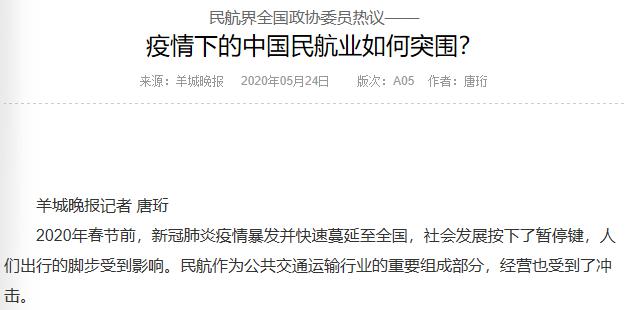 民航界全国政协委员热议——
疫情下的中国民航业如何突围？
来源：羊城晚报 2020年05月24日 版次：A05 作者：唐珩
羊城晚报记者 唐珩
2020年春节前，新冠肺炎疫情暴发并快速蔓延至全国，社会发展按下了暂停键，人
们出行的脚步受到影响。民航作为公共交通运输行业的重要组成部分，经营也受到了冲
击。